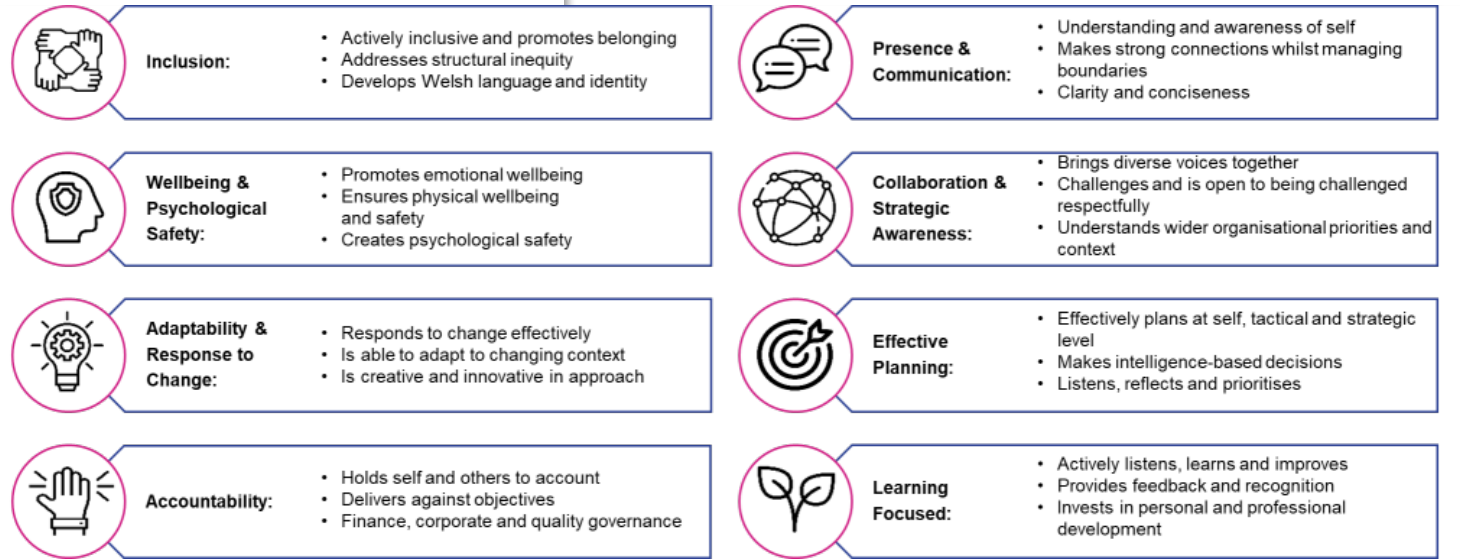 Inclusion:
• Actively inclusive and promotes belonging
• Addresses structural inequity
• Develops Welsh language and identity
Presence &
Communication:
• Understanding and awareness of self
• Makes strong connections whilst managing
boundaries
• Clarity and conciseness
Wellbeing &
Psychological
Safety:
• Promotes emotional wellbeing
• Ensures physical wellbeing
and safety
• Creates psychological safety
Collaboration &
Strategic
Awareness:
• Brings diverse voices together
• Challenges and is open to being challenged
respectfully
• Understands wider organisational priorities and
context
Adaptability &
Response to
Change:
• Responds to change effectively
• Is able to adapt to changing context
• Is creative and innovative in approach
Effective
Planning:
• Effectively plans at self, tactical and strategic
level
• Makes intelligence-based decisions
• Listens, reflects and prioritises
Accountability:
• Holds self and others to account
• Delivers against objectives
• Finance, corporate and quality governance
Learning
Focused:
• Actively listens, learns and improves
• Provides feedback and recognition
• Invests in personal and professional
development